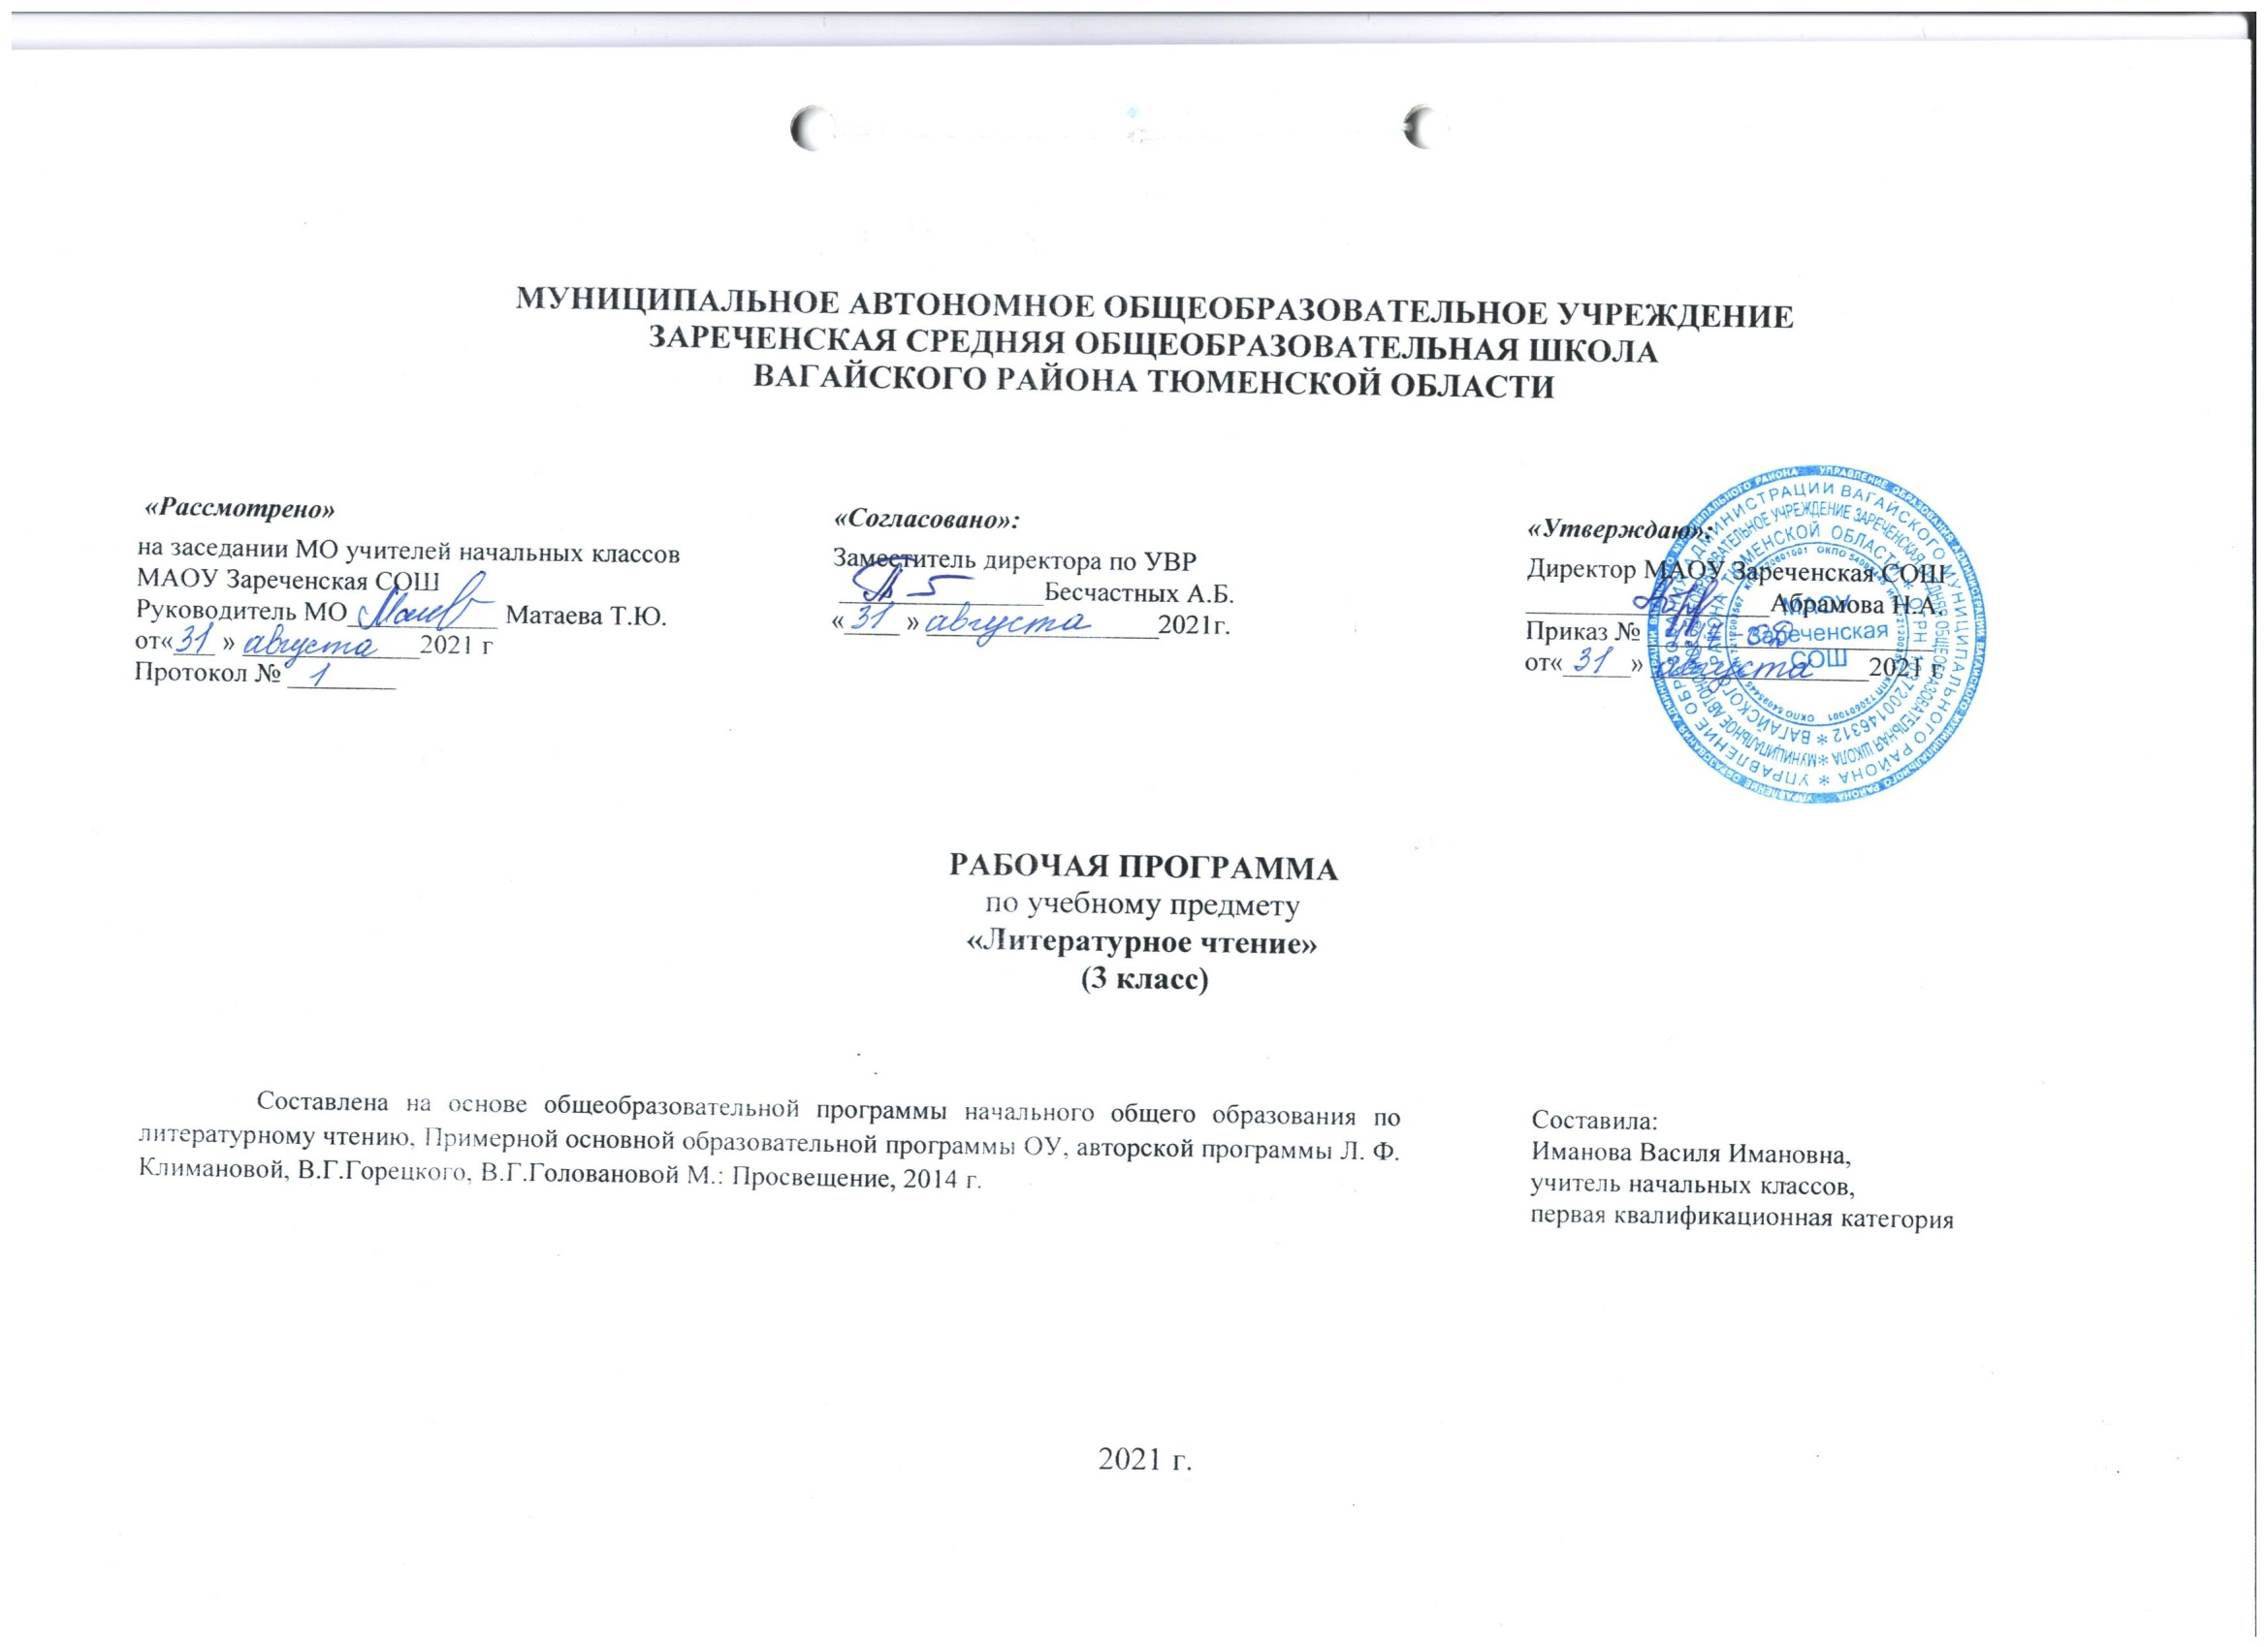 МУНИЦИПАЛЬНОЕ АВТОНОМНОЕ ОБЩЕОБРАЗОВАТЕЛЬНОЕ УЧРЕЖДЕНИЕ
ЗАРЕЧЕНСКАЯ СРЕДНЯЯ ОБЩЕОБРАЗОВАТЕЛЬНАЯ ШКОЛА
ВАГАЙСКОГО РАЙОНА ТЮМЕНСКОЙ ОБЛАСТИ
«Рассмотрено»
на заседании МО учителей начальных классов
МАОУ Зареченская СОШ
Руководитель МО Матаева Т.Ю.
от«31 » августа 2021 г
Протокол № 1
«Согласовано»:
Заместитель директора по УВР
Бесчастных А.Б.
«31 » августа 2021г.
«Утверждаю»:
Директор МАОУ Зареченская СОШ
Абрамова Н.А.
Приказ №
от« 31 » августа 2021 г
МАОУ
Зареченская
СОШ
РАБОЧАЯ ПРОГРАММА
по учебному предмету
«Литературное чтение»
(3 класс)
Составлена на основе общеобразовательной программы начального общего образования по
литературному чтению, Примерной основной образовательной программы ОУ, авторской программы Л. Ф.
Климановой, В.Г.Горецкого, В.Г.Головановой М.: Просвещение, 2014 г.
Составила:
Иманова Василя Имановна,
учитель начальных классов,
первая квалификационная категория
2021 г.